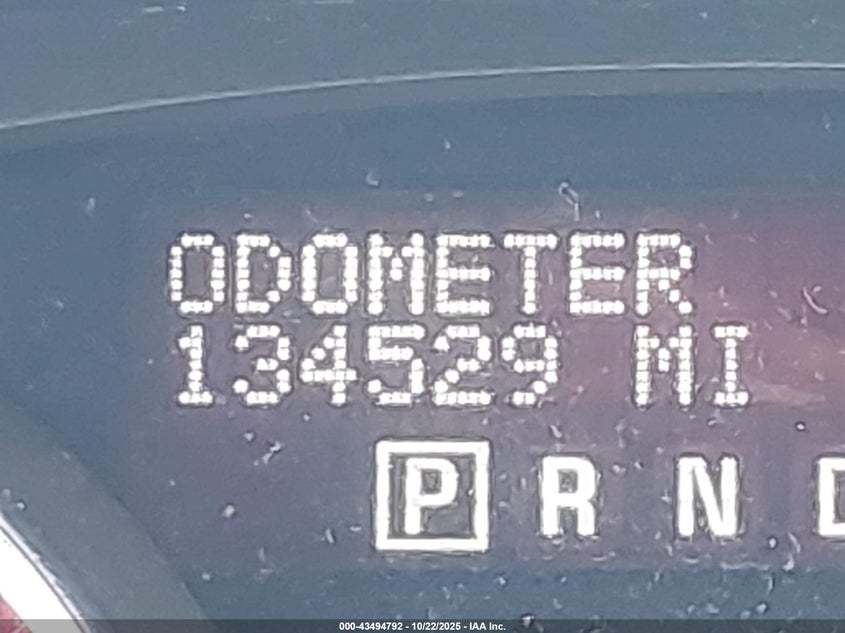 ODOMETER
134529 MI
P R N
000-43494792 - 10/22/2025 - IAA Inc.